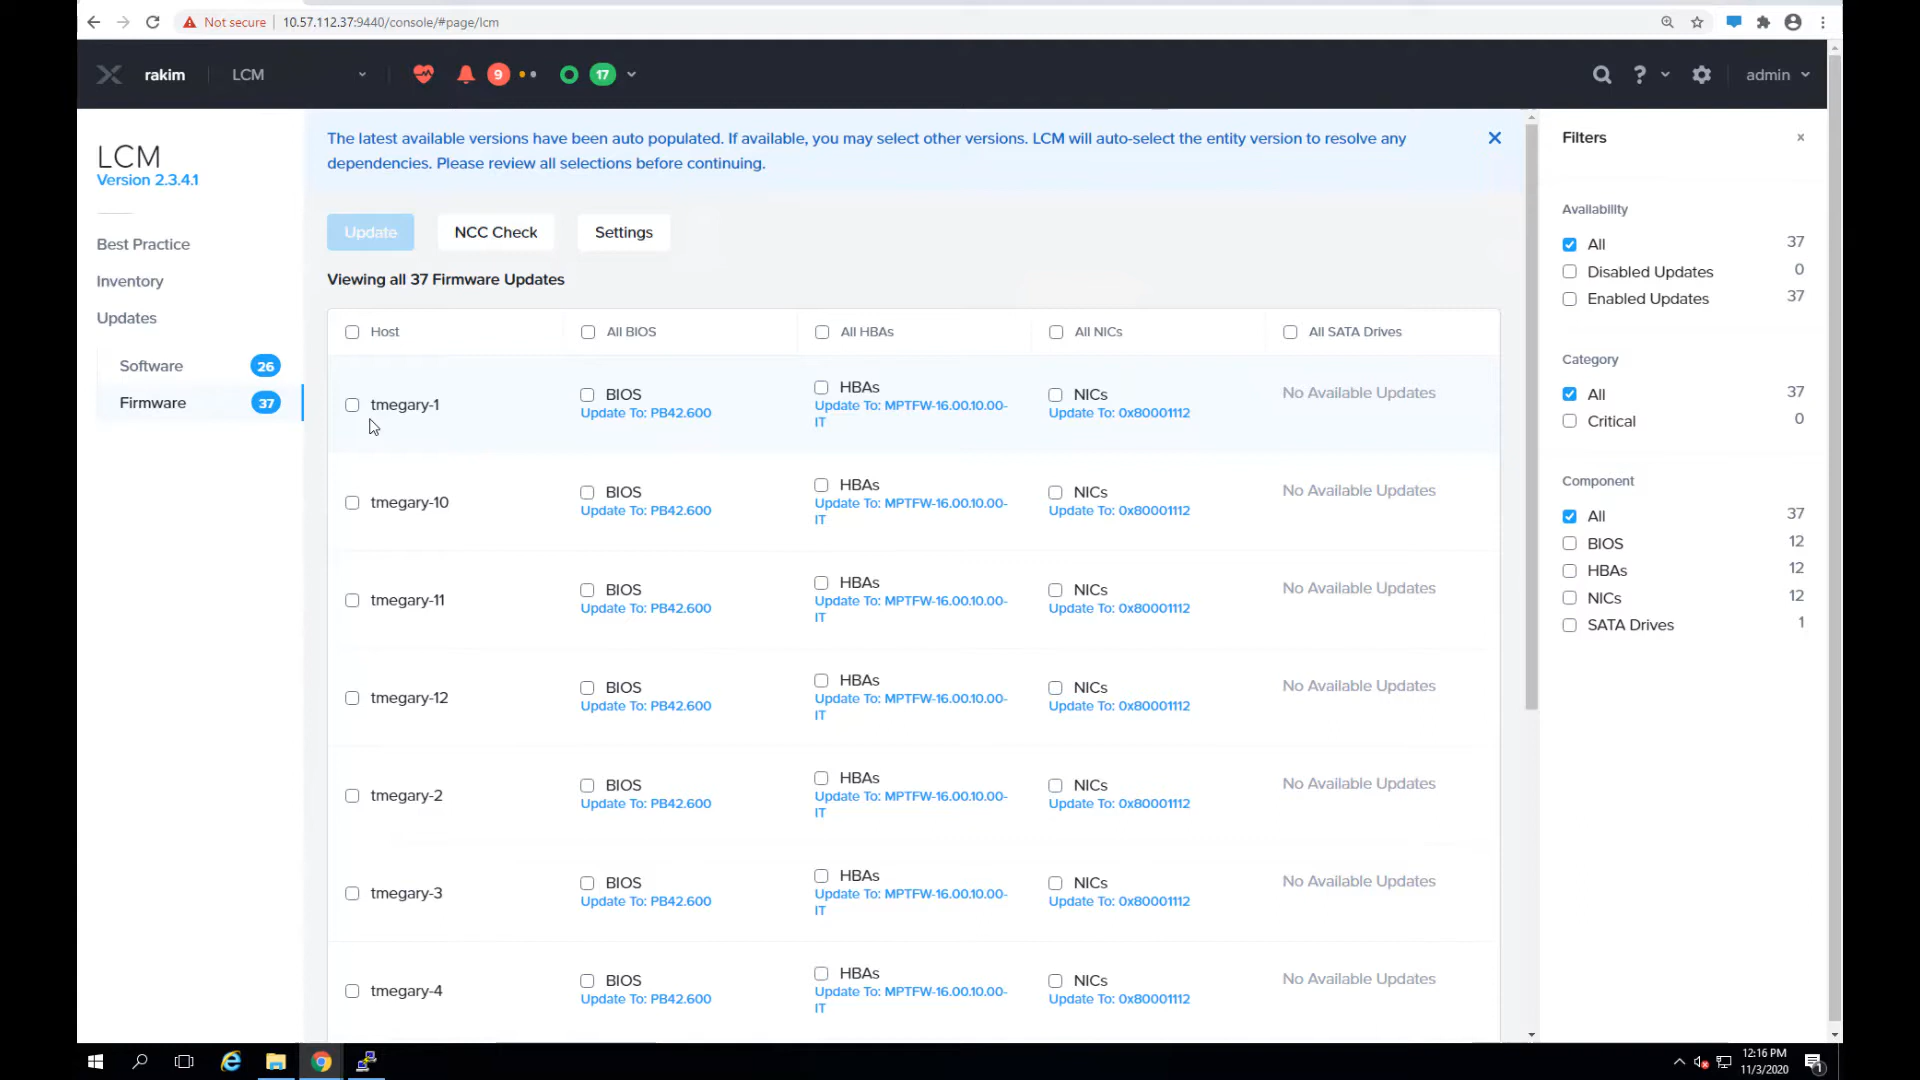 Not secure 10.57.112.37:9440/console/#page/lcm
rakim LCM 9 17 ? admin
LCM
Version 2.3.4.1
Best Practice
Inventory
Updates
Software 26
Firmware 37
The latest available versions have been auto populated. If available, you may select other versions. LCM will auto-select the entity version to resolve any
dependencies. Please review all selections before continuing.
Update NCC Check Settings
Viewing all 37 Firmware Updates
Host All BIOS All HBAs All NICs All SATA Drives
tmegary-1
BIOS
Update To: PB42.600
HBAs
Update To: MPTFW-16.00.10.00-
IT
NICs
Update To: 0x80001112
No Available Updates
tmegary-10
BIOS
Update To: PB42.600
HBAs
Update To: MPTFW-16.00.10.00-
IT
NICs
Update To: 0x80001112
No Available Updates
tmegary-11
BIOS
Update To: PB42.600
HBAs
Update To: MPTFW-16.00.10.00-
IT
NICs
Update To: 0x80001112
No Available Updates
tmegary-12
BIOS
Update To: PB42.600
HBAs
Update To: MPTFW-16.00.10.00-
IT
NICs
Update To: 0x80001112
No Available Updates
tmegary-2
BIOS
Update To: PB42.600
HBAs
Update To: MPTFW-16.00.10.00-
IT
NICs
Update To: 0x80001112
No Available Updates
tmegary-3
BIOS
Update To: PB42.600
HBAs
Update To: MPTFW-16.00.10.00-
IT
NICs
Update To: 0x80001112
No Available Updates
tmegary-4
BIOS
Update To: PB42.600
HBAs
Update To: MPTFW-16.00.10.00-
IT
NICs
Update To: 0x80001112
No Available Updates
Filters
Availability
All 37
Disabled Updates 0
Enabled Updates 37
Category
All 37
Critical 0
Component
All 37
BIOS 12
HBAs 12
NICs 12
SATA Drives 1
12:16 PM
11/3/2020
1